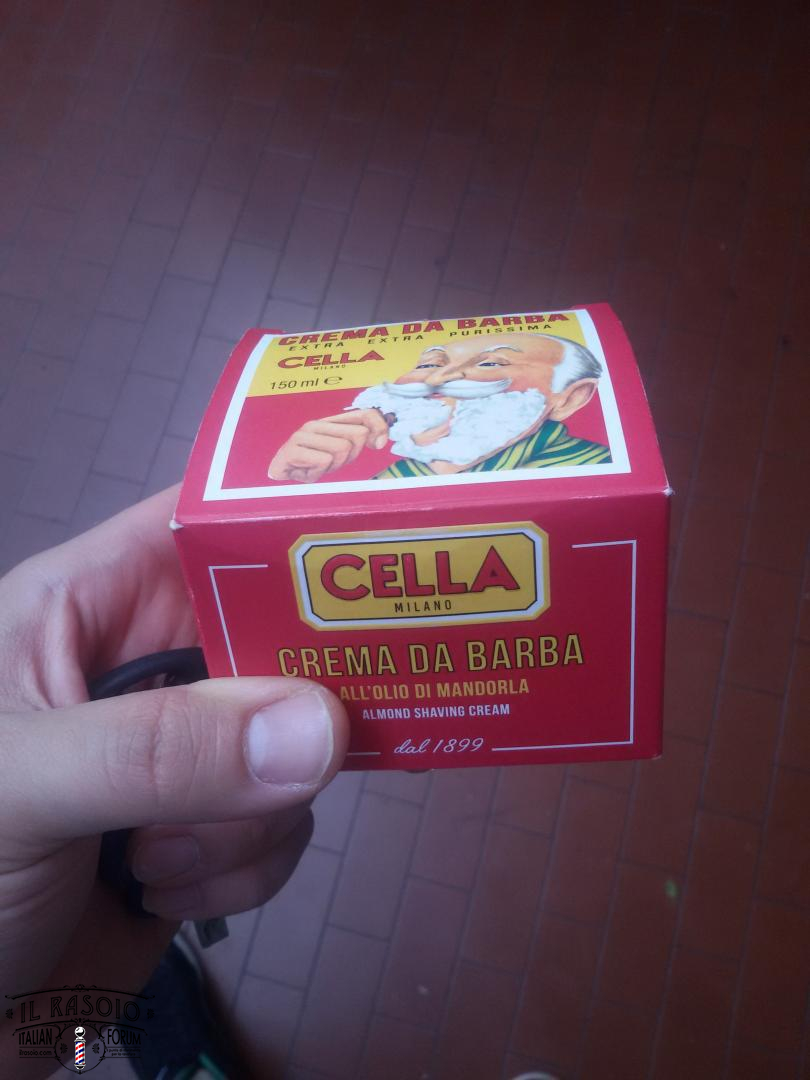 CREMA DA BARBA
EXTRA EXTRA PURISSIMA
CELLA
MILANO
150 ml ℮
CELLA
MILANO
CREMA DA BARBA
ALL'OLIO DI MANDORLA
ALMOND SHAVING CREAM
dal 1899
IL RASOIO
ITALIAN FORUM